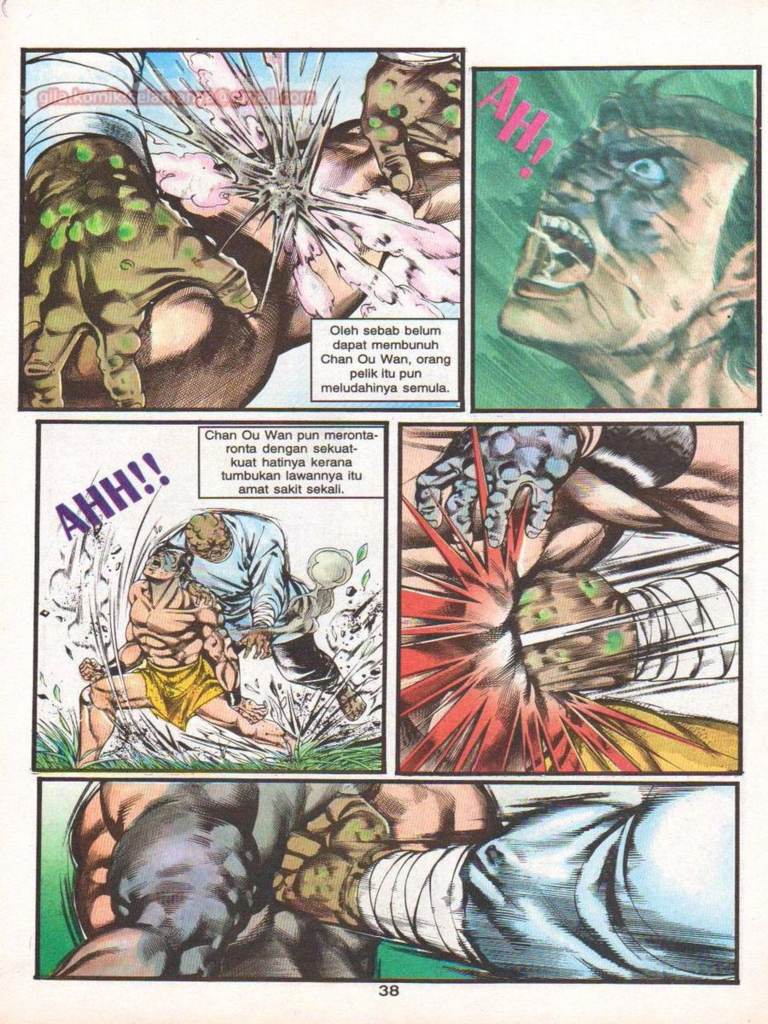 AH!
Oleh sebab belum
dapat membunuh
Chan Ou Wan, orang
pelik itu pun
meludahinya semula.
Chan Ou Wan pun meronta-
ronta dengan sekuat-
kuat hatinya kerana
tumbukan lawannya itu
amat sakit sekali.
AHH!!
38